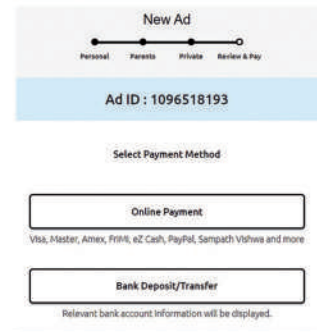 New Ad
Personal Parents Private Review & Pay
Ad ID : 1096518193
Select Payment Method
Online Payment
Visa, Master, Amex, FriMi, eZ Cash, PayPal, Sampath Vishwa and more
Bank Deposit/Transfer
Relevant bank account information will be displayed.